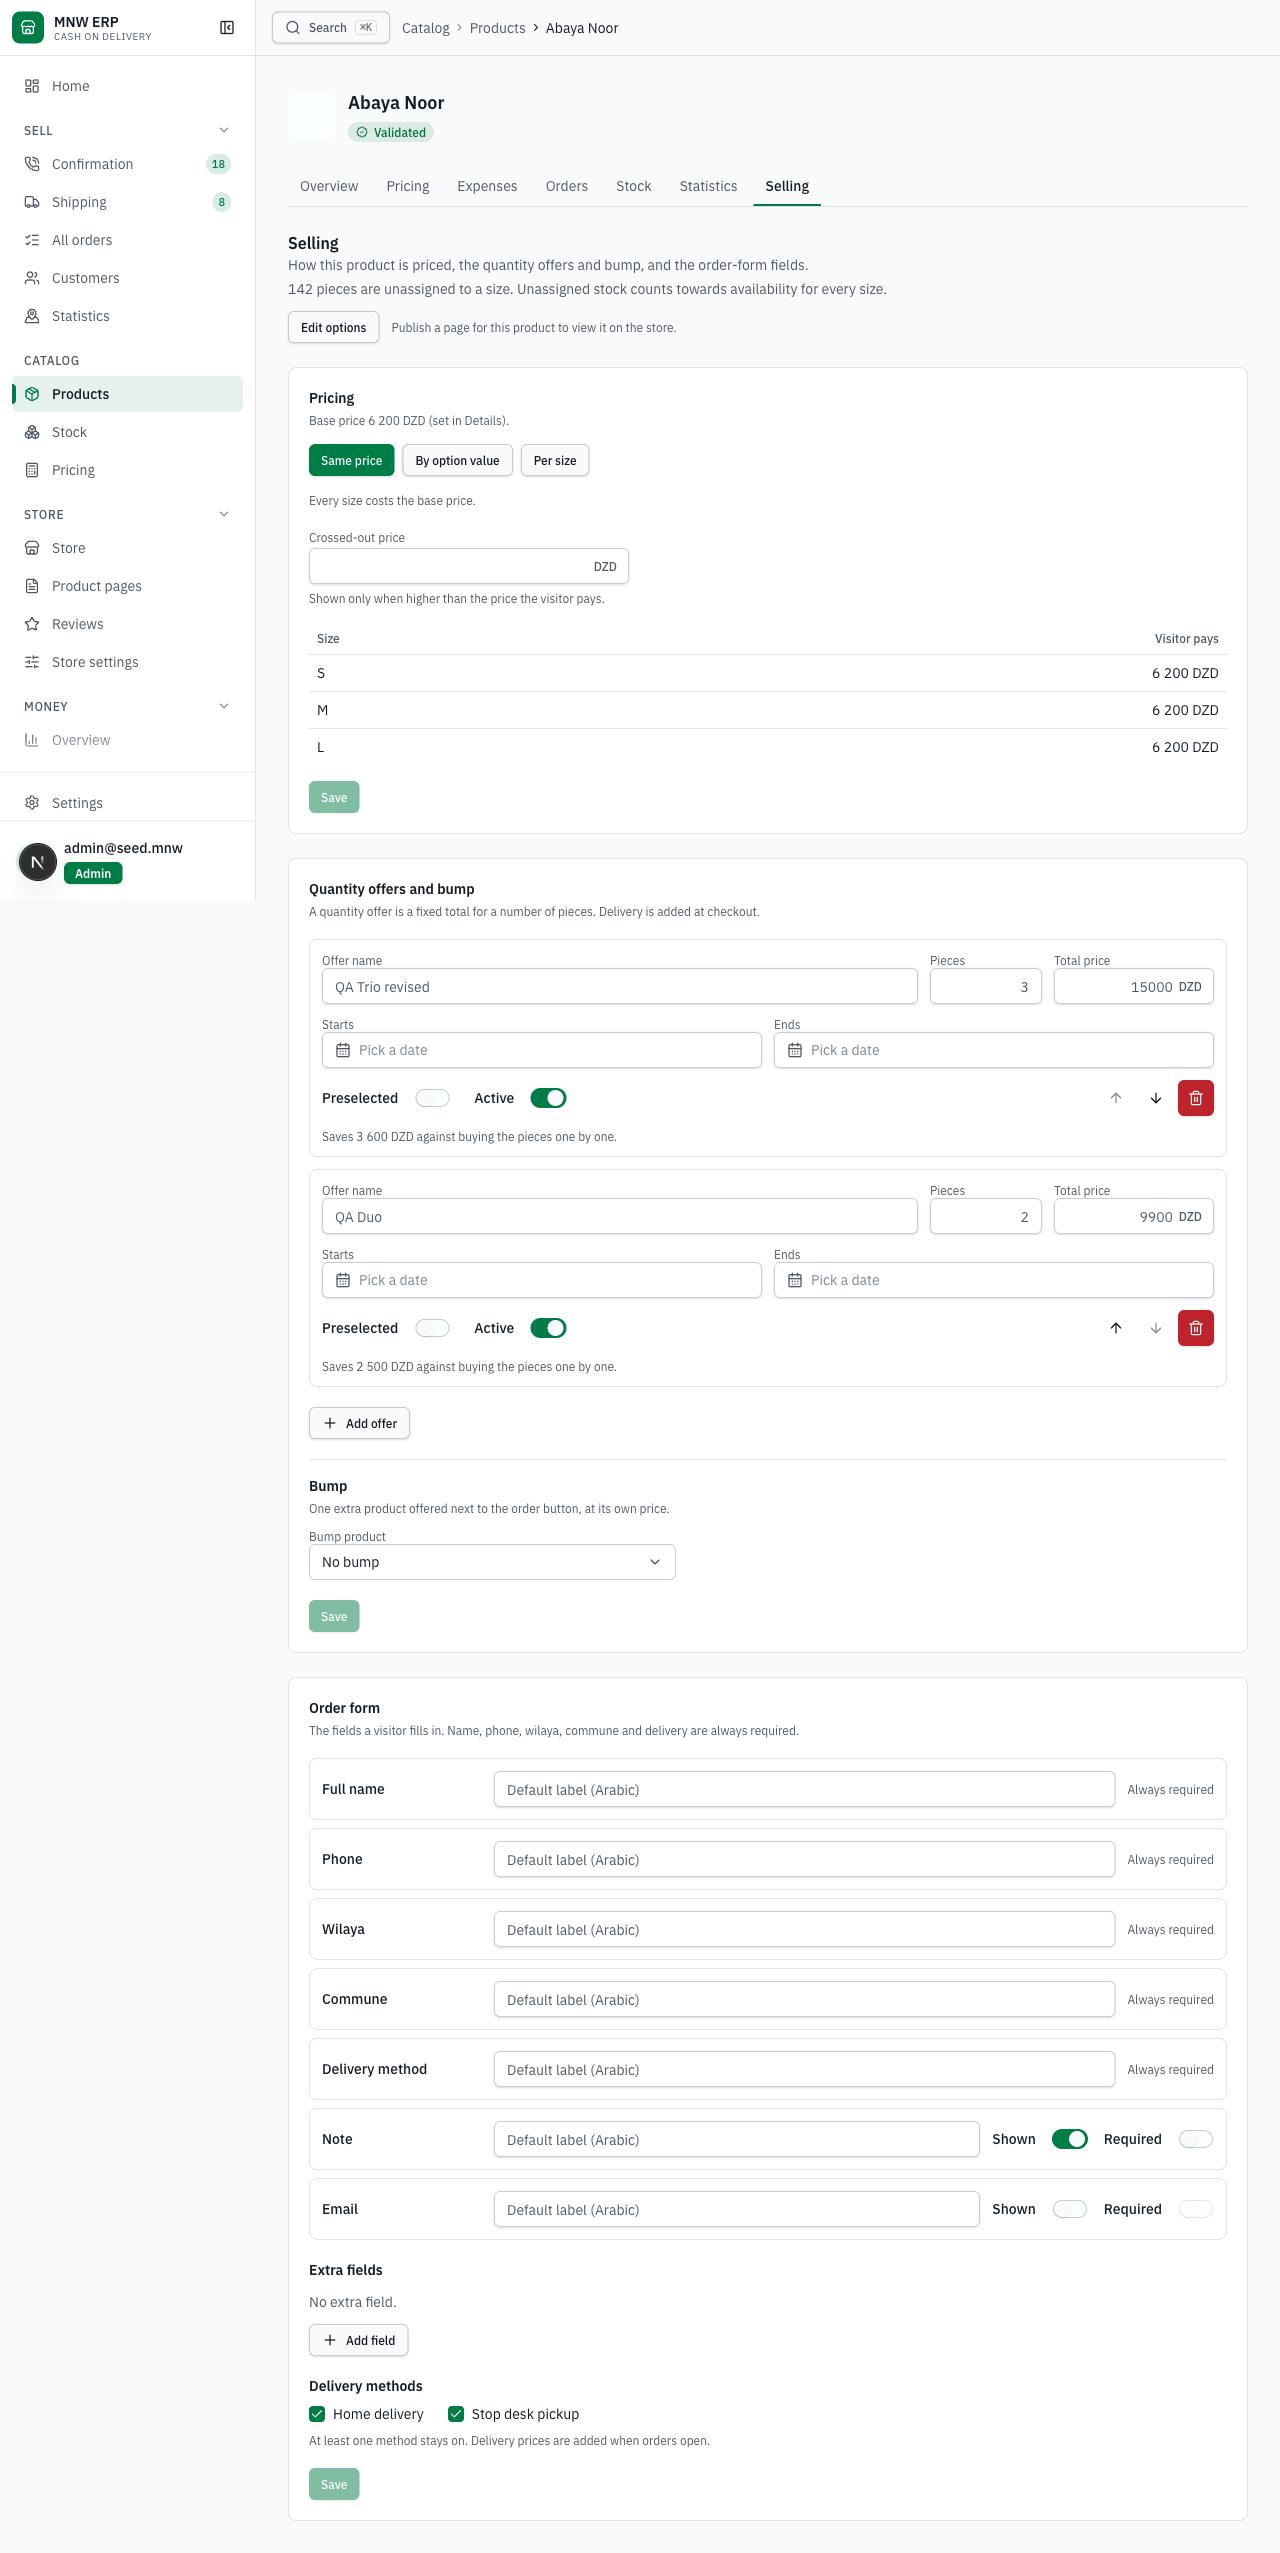 MNW ERP
CASH ON DELIVERY
Search ⌘K
Catalog > Products > Abaya Noor
Home
SELL
Confirmation 18
Shipping 8
All orders
Customers
Statistics
CATALOG
Products
Stock
Pricing
STORE
Store
Product pages
Reviews
Store settings
MONEY
Overview
Settings
N
admin@seed.mnw
Admin
Abaya Noor
Validated
Overview Pricing Expenses Orders Stock Statistics Selling
Selling
How this product is priced, the quantity offers and bump, and the order-form fields.
142 pieces are unassigned to a size. Unassigned stock counts towards availability for every size.
Edit options Publish a page for this product to view it on the store.
Pricing
Base price 6 200 DZD (set in Details).
Same price By option value Per size
Every size costs the base price.
Crossed-out price
DZD
Shown only when higher than the price the visitor pays.
Size Visitor pays
S 6 200 DZD
M 6 200 DZD
L 6 200 DZD
Save
Quantity offers and bump
A quantity offer is a fixed total for a number of pieces. Delivery is added at checkout.
Offer name Pieces Total price
QA Trio revised 3 15000 DZD
Starts Ends
Pick a date Pick a date
Preselected Active
Saves 3 600 DZD against buying the pieces one by one.
Offer name Pieces Total price
QA Duo 2 9900 DZD
Starts Ends
Pick a date Pick a date
Preselected Active
Saves 2 500 DZD against buying the pieces one by one.
Add offer
Bump
One extra product offered next to the order button, at its own price.
Bump product
No bump
Save
Order form
The fields a visitor fills in. Name, phone, wilaya, commune and delivery are always required.
Full name Default label (Arabic) Always required
Phone Default label (Arabic) Always required
Wilaya Default label (Arabic) Always required
Commune Default label (Arabic) Always required
Delivery method Default label (Arabic) Always required
Note Default label (Arabic) Shown Required
Email Default label (Arabic) Shown Required
Extra fields
No extra field.
Add field
Delivery methods
Home delivery Stop desk pickup
At least one method stays on. Delivery prices are added when orders open.
Save